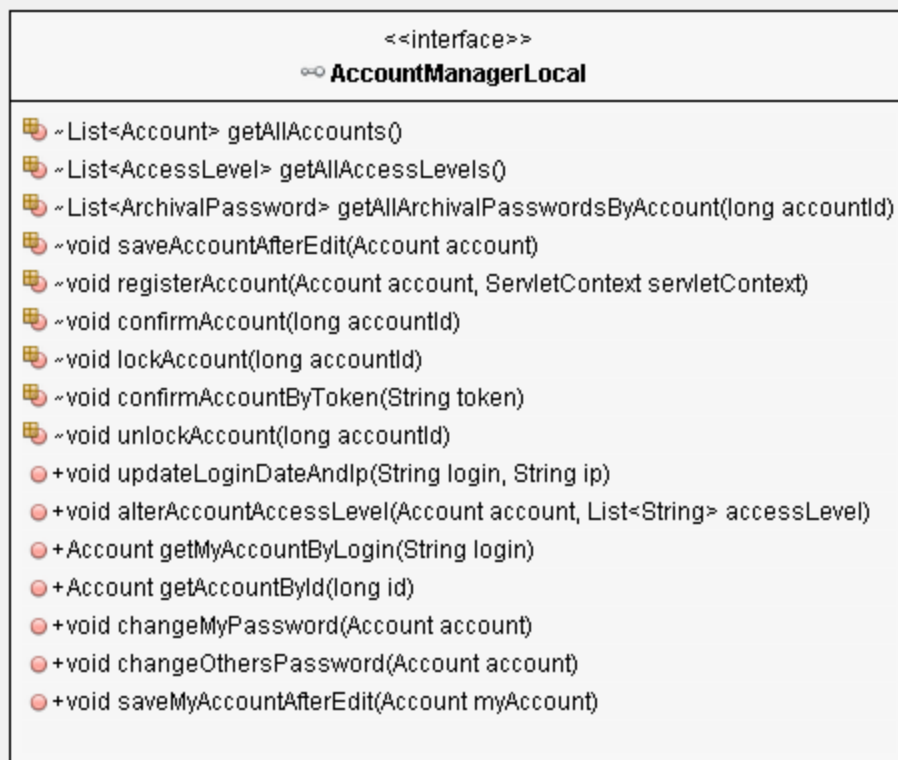 <<interface>>
AccountManagerLocal
~List<Account> getAllAccounts()
~List<AccessLevel> getAllAccessLevels()
~List<ArchivalPassword> getAllArchivalPasswordsByAccount(long accountId)
~void saveAccountAfterEdit(Account account)
~void registerAccount(Account account, ServletContext servletContext)
~void confirmAccount(long accountId)
~void lockAccount(long accountId)
~void confirmAccountByToken(String token)
~void unlockAccount(long accountId)
+void updateLoginDateAndIp(String login, String ip)
+void alterAccountAccessLevel(Account account, List<String> accessLevel)
+Account getMyAccountByLogin(String login)
+Account getAccountById(long id)
+void changeMyPassword(Account account)
+void changeOthersPassword(Account account)
+void saveMyAccountAfterEdit(Account myAccount)